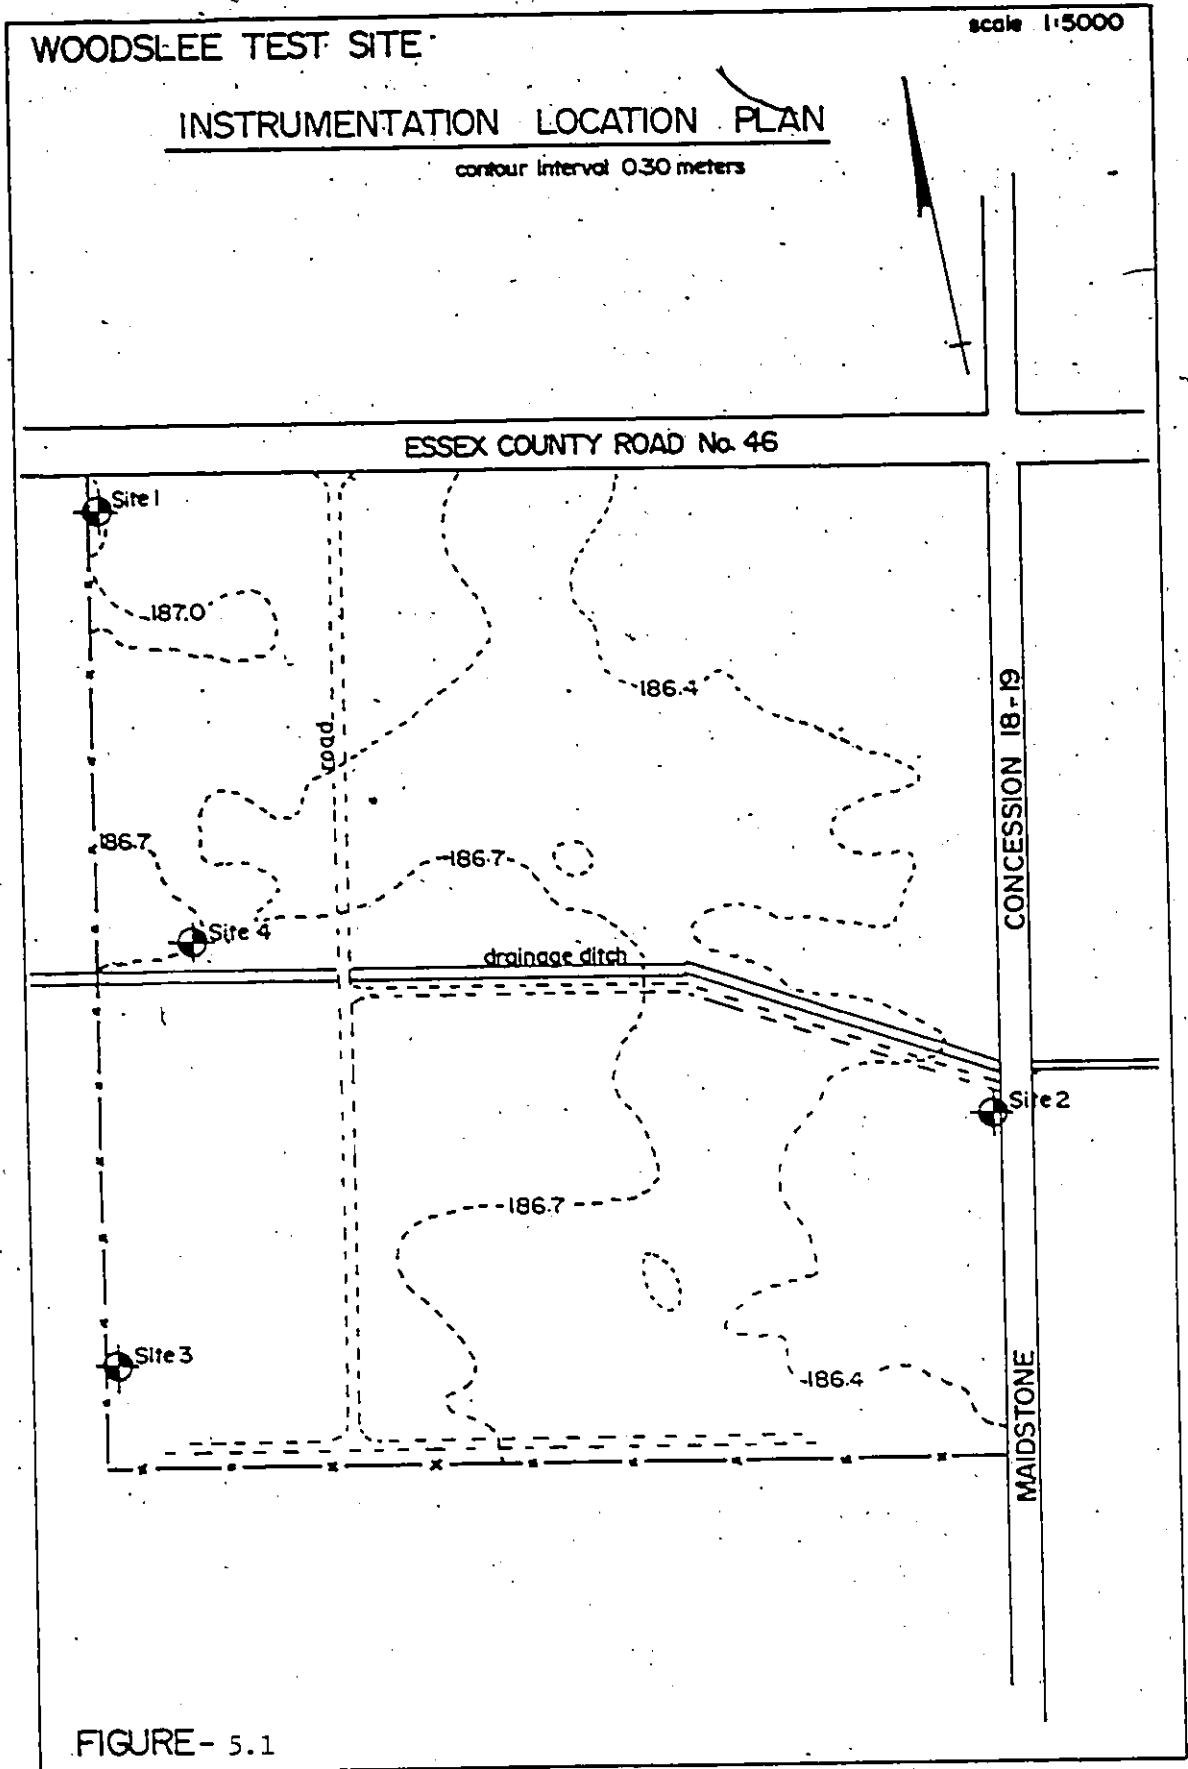 scale 1:5000
WOODSLEE TEST SITE
INSTRUMENTATION LOCATION PLAN
contour interval 0.30 meters
ESSEX COUNTY ROAD No. 46
Site 1
187.0
186.4
road
CONCESSION 18-19
186.7
186.7
Site 4
drainage ditch
Site 2
186.7
Site 3
186.4
MAIDSTONE
FIGURE- 5.1